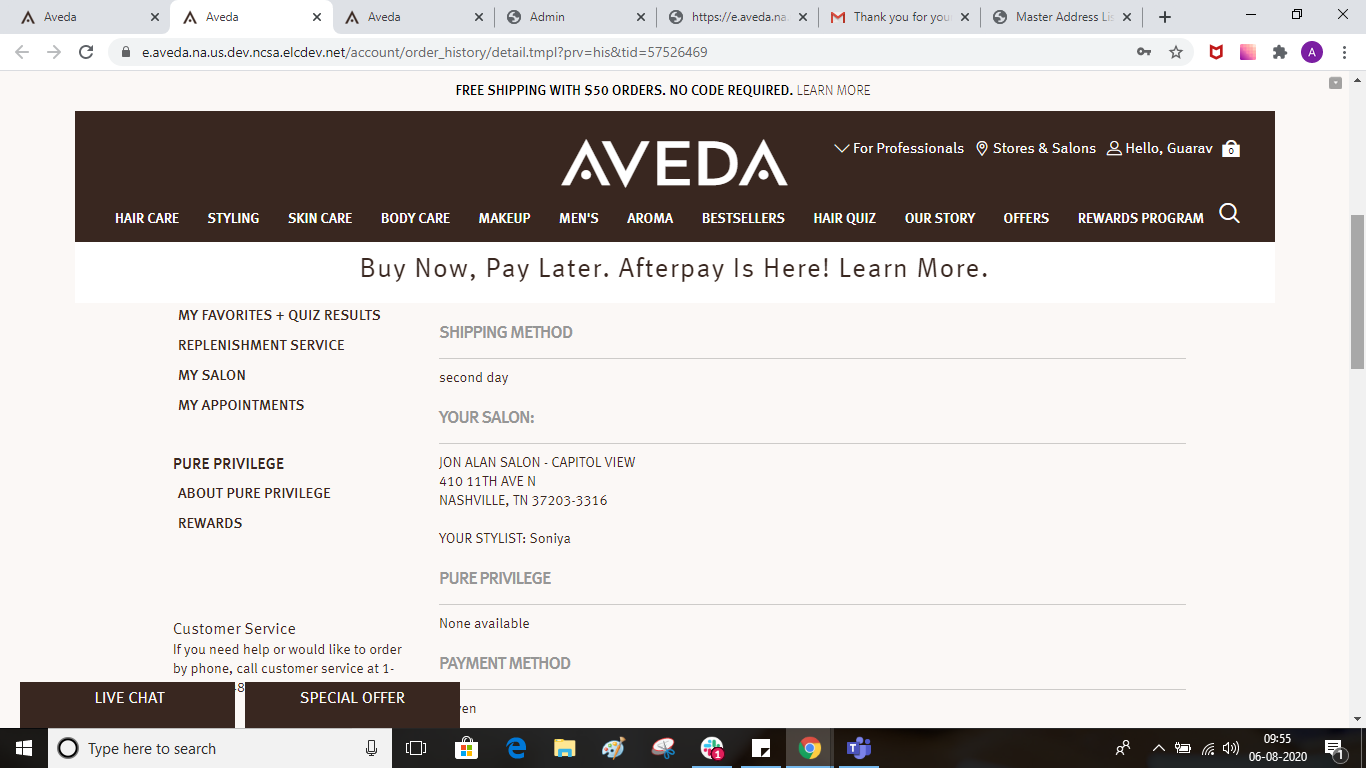 Aveda
Aveda
Aveda
Admin
https://e.aveda.na
Thank you for you
Master Address Lis
e.aveda.na.us.dev.ncsa.elcdev.net/account/order_history/detail.tmpl?prv=his&tid=57526469
A
FREE SHIPPING WITH $50 ORDERS. NO CODE REQUIRED. LEARN MORE
AVEDA
For Professionals
Stores & Salons
Hello, Guarav
0
HAIR CARE
STYLING
SKIN CARE
BODY CARE
MAKEUP
MEN'S
AROMA
BESTSELLERS
HAIR QUIZ
OUR STORY
OFFERS
REWARDS PROGRAM
Buy Now, Pay Later. Afterpay Is Here! Learn More.
MY FAVORITES + QUIZ RESULTS
REPLENISHMENT SERVICE
MY SALON
MY APPOINTMENTS
PURE PRIVILEGE
ABOUT PURE PRIVILEGE
REWARDS
Customer Service
If you need help or would like to order
by phone, call customer service at 1-
SHIPPING METHOD
second day
YOUR SALON:
JON ALAN SALON - CAPITOL VIEW
410 11TH AVE N
NASHVILLE, TN 37203-3316
YOUR STYLIST: Soniya
PURE PRIVILEGE
None available
PAYMENT METHOD
LIVE CHAT
SPECIAL OFFER
Type here to search
1
09:55
06-08-2020
1